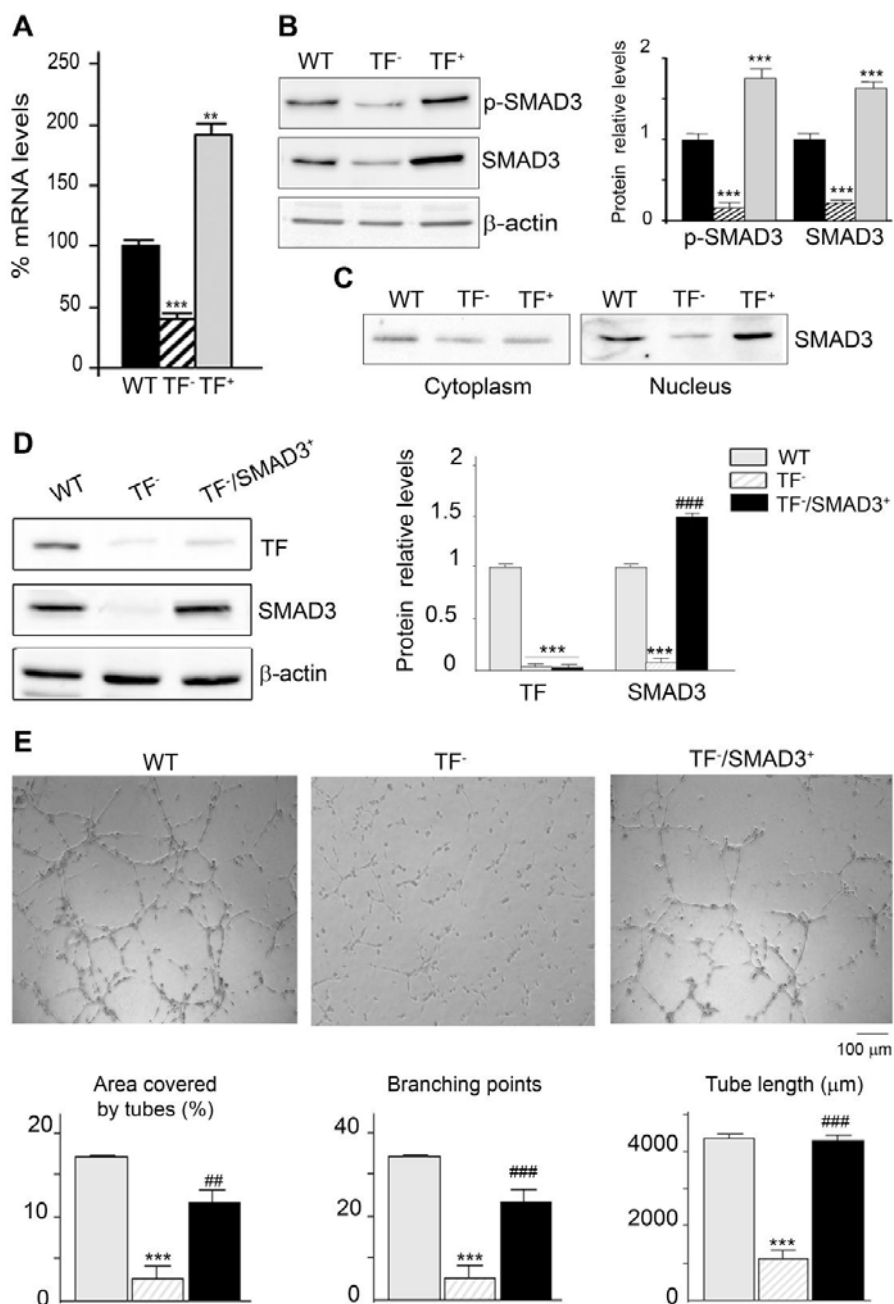 A
% mRNA levels
250
200
150
100
50
0
**
***
WT TF⁻ TF⁺
B
WT TF⁻ TF⁺
p-SMAD3
SMAD3
β-actin
Protein relative levels
2
1
0
***
***
***
***
p-SMAD3 SMAD3
C
WT TF⁻ TF⁺
WT TF⁻ TF⁺
SMAD3
Cytoplasm
Nucleus
D
WT TF⁻ TF⁻/SMAD3⁺
TF
SMAD3
β-actin
Protein relative levels
2
1.5
1
0.5
0
***
***
###
TF SMAD3
WT
TF⁻
TF⁻/SMAD3⁺
E
WT
TF⁻
TF⁻/SMAD3⁺
100 μm
Area covered
by tubes (%)
20
10
0
***
##
Branching points
40
20
0
***
###
Tube length (μm)
4000
2000
0
***
###